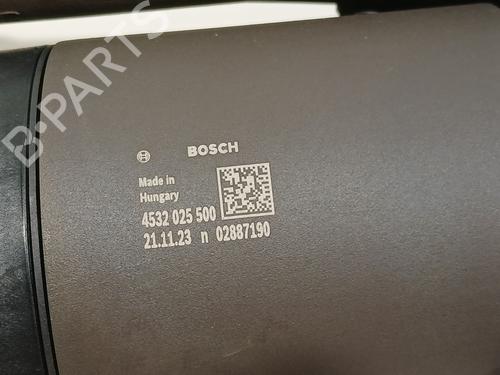 B-PARTS
BOSCH
Made in
Hungary
4532 025 500
21.11.23 n 02887190